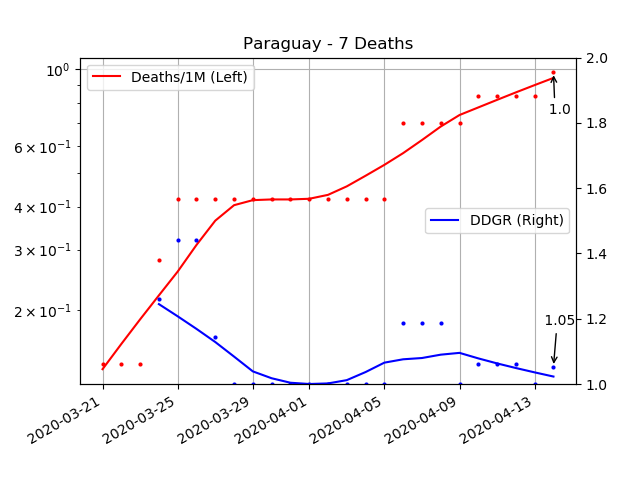 Paraguay - 7 Deaths
10⁰
6 × 10⁻¹
4 × 10⁻¹
3 × 10⁻¹
2 × 10⁻¹
Deaths/1M (Left)
1.0
DDGR (Right)
1.05
2.0
1.8
1.6
1.4
1.2
1.0
2020-03-21
2020-03-25
2020-03-29
2020-04-01
2020-04-05
2020-04-09
2020-04-13